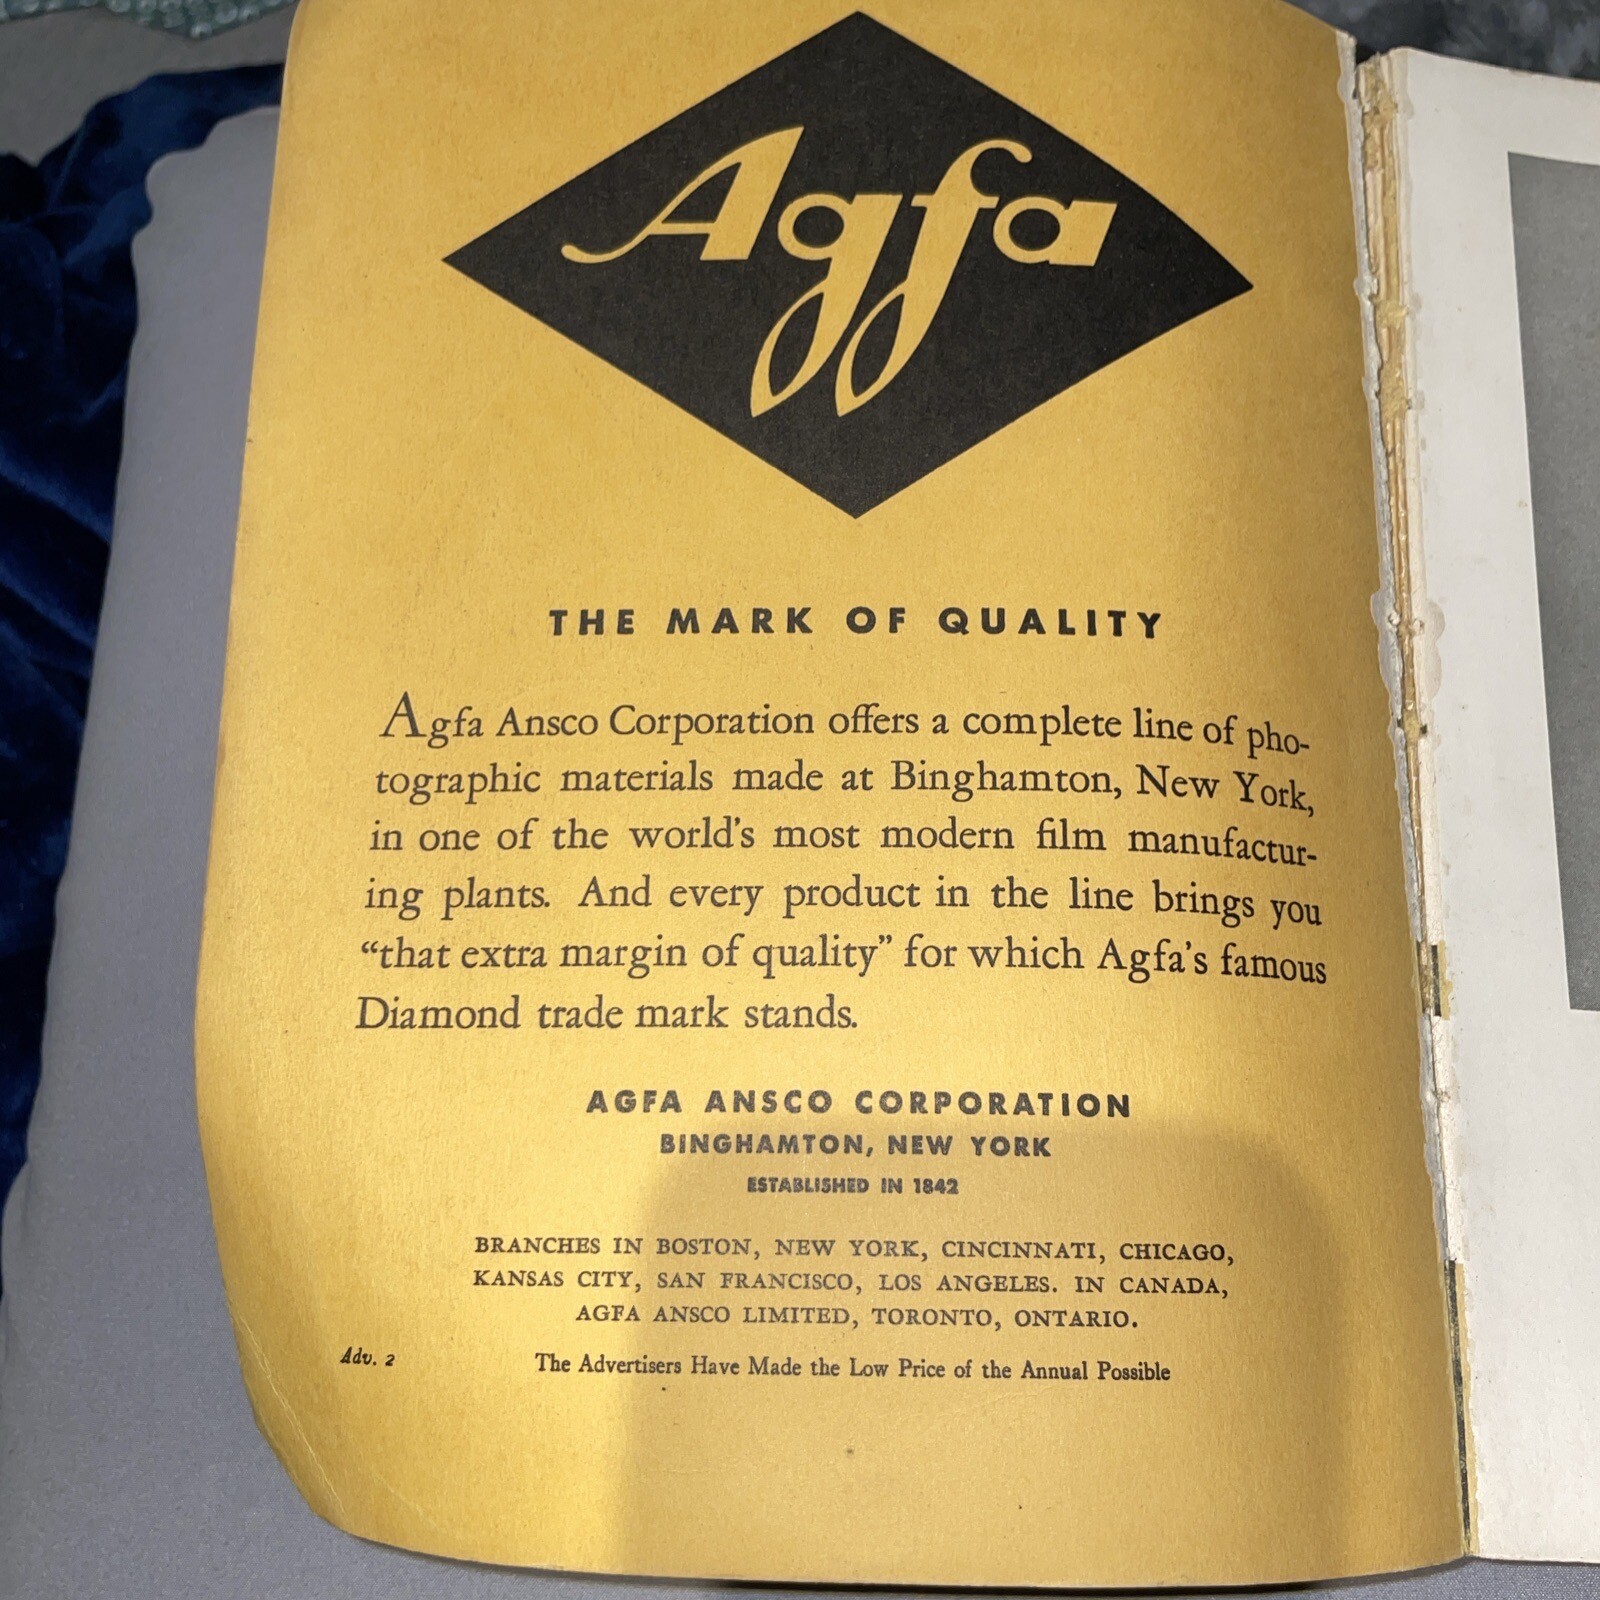 Agfa
THE MARK OF QUALITY
Agfa Ansco Corporation offers a complete line of pho-
tographic materials made at Binghamton, New York,
in one of the world's most modern film manufactur-
ing plants. And every product in the line brings you
“that extra margin of quality” for which Agfa's famous
Diamond trade mark stands.
AGFA ANSCO CORPORATION
BINGHAMTON, NEW YORK
ESTABLISHED IN 1842
BRANCHES IN BOSTON, NEW YORK, CINCINNATI, CHICAGO,
KANSAS CITY, SAN FRANCISCO, LOS ANGELES. IN CANADA,
AGFA ANSCO LIMITED, TORONTO, ONTARIO.
Adv. 2
The Advertisers Have Made the Low Price of the Annual Possible